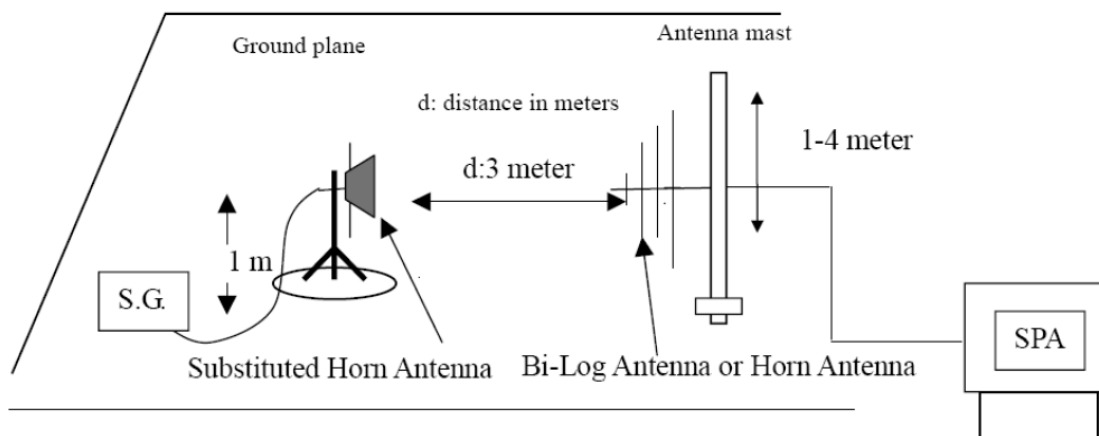 Ground plane
Antenna mast
d: distance in meters
1-4 meter
d:3 meter
1 m
S.G.
SPA
Substituted Horn Antenna
Bi-Log Antenna or Horn Antenna